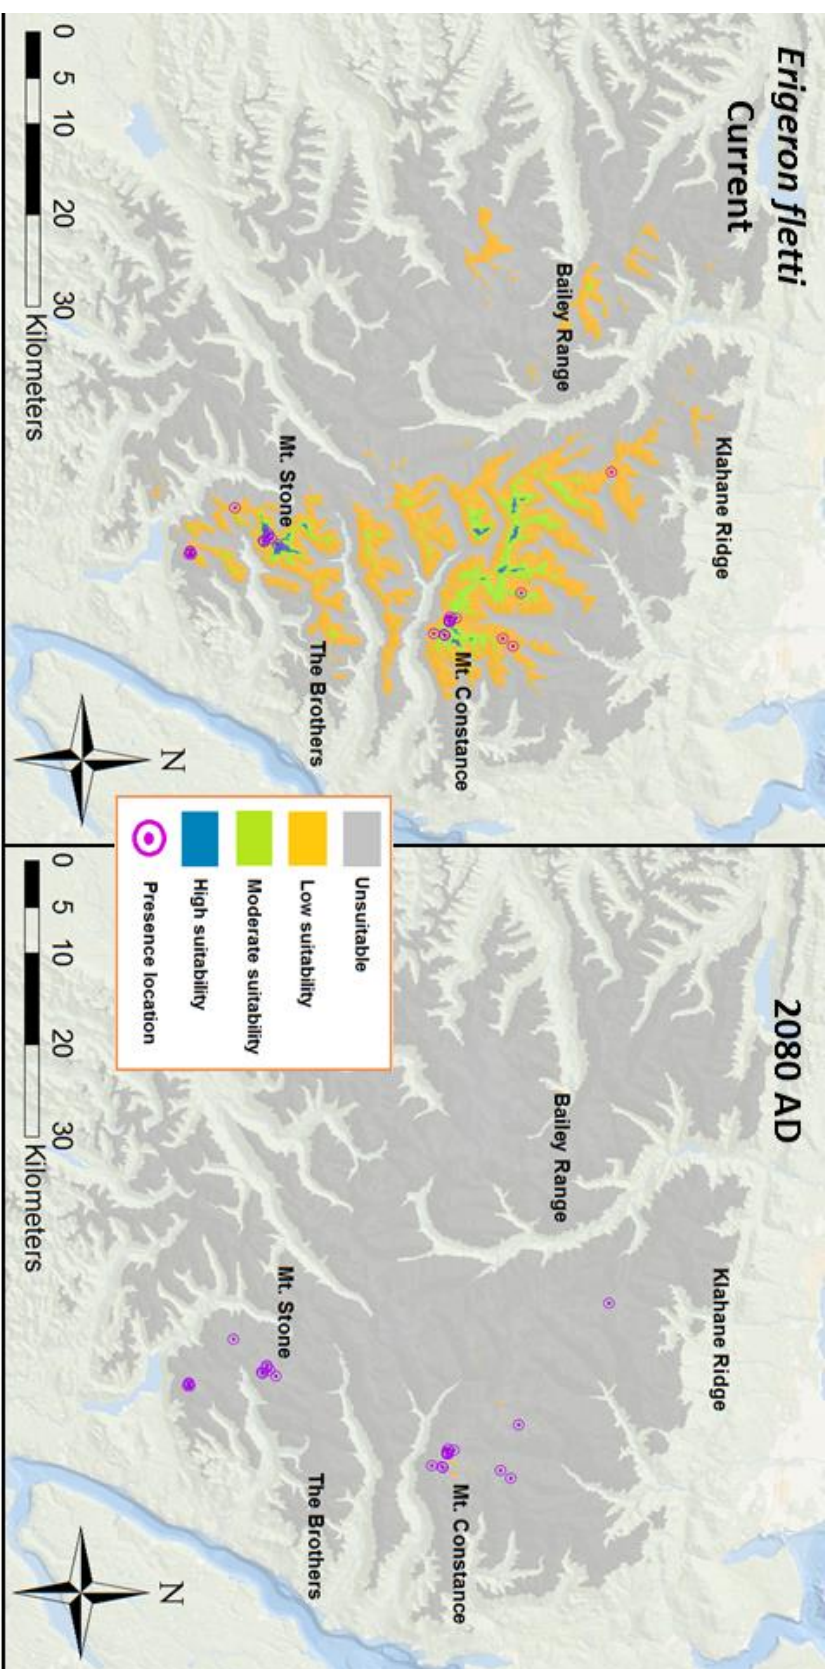 Erigeron fletti
Current
Klahane Ridge
Bailey Range
Mt. Constance
The Brothers
Mt. Stone
N
0 5 10 20 30
Kilometers
Unsuitable
Low suitability
Moderate suitability
High suitability
Presence location
2080 AD
Klahane Ridge
Bailey Range
Mt. Constance
The Brothers
Mt. Stone
N
0 5 10 20 30
Kilometers